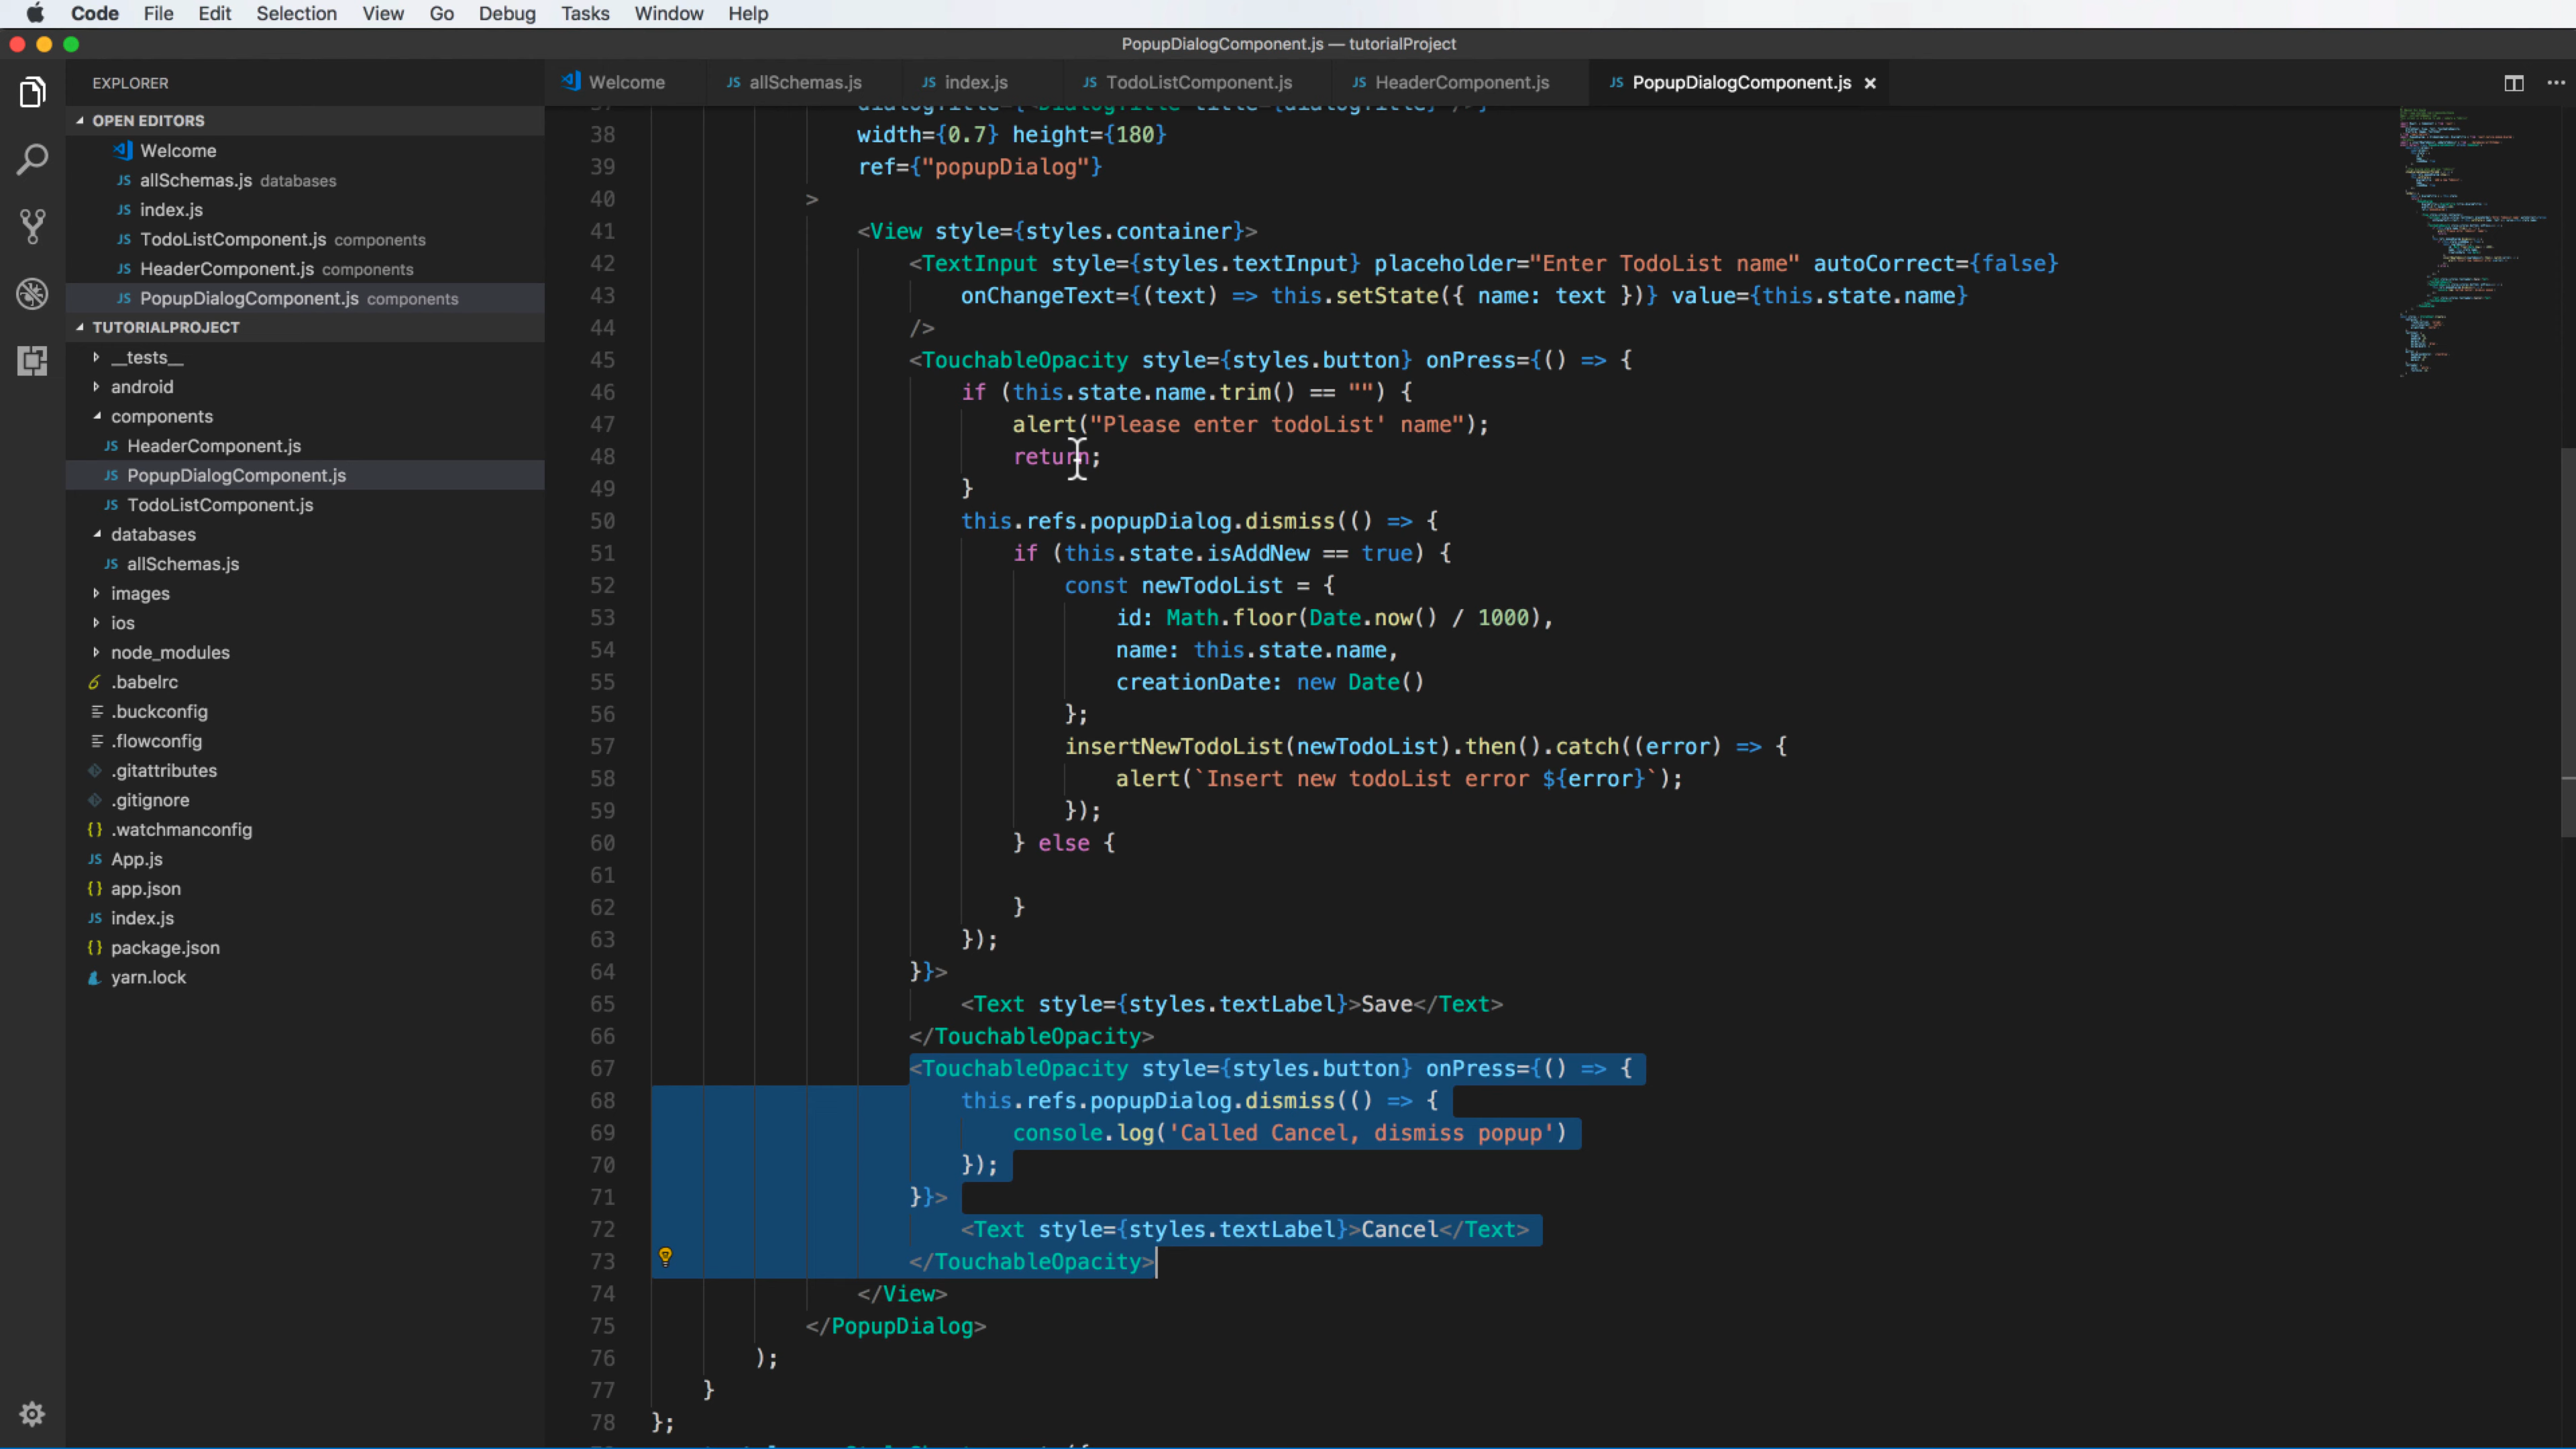 Code File Edit Selection View Go Debug Tasks Window Help
PopupDialogComponent.js — tutorialProject
EXPLORER
OPEN EDITORS
Welcome
allSchemas.js databases
index.js
TodoListComponent.js components
HeaderComponent.js components
PopupDialogComponent.js components
TUTORIALPROJECT
__tests__
android
components
HeaderComponent.js
PopupDialogComponent.js
TodoListComponent.js
databases
allSchemas.js
images
ios
node_modules
.babelrc
.buckconfig
.flowconfig
.gitattributes
.gitignore
.watchmanconfig
App.js
app.json
index.js
package.json
yarn.lock
Welcome JS allSchemas.js JS index.js JS TodoListComponent.js JS HeaderComponent.js JS PopupDialogComponent.js
37 dialogTitle={<DialogTitle title={dialogTitle} />}
38 width={0.7} height={180}
39 ref={"popupDialog"}
40 >
41 <View style={styles.container}>
42 <TextInput style={styles.textInput} placeholder="Enter TodoList name" autoCorrect={false}
43 onChangeText={(text) => this.setState({ name: text })} value={this.state.name}
44 />
45 <TouchableOpacity style={styles.button} onPress={() => {
46 if (this.state.name.trim() == "") {
47 alert("Please enter todoList' name");
48 return;
49 }
50 this.refs.popupDialog.dismiss(() => {
51 if (this.state.isAddNew == true) {
52 const newTodoList = {
53 id: Math.floor(Date.now() / 1000),
54 name: this.state.name,
55 creationDate: new Date()
56 };
57 insertNewTodoList(newTodoList).then().catch((error) => {
58 alert(`Insert new todoList error ${error}`);
59 });
60 } else {
61
62 }
63 });
64 }}>
65 <Text style={styles.textLabel}>Save</Text>
66 </TouchableOpacity>
67 <TouchableOpacity style={styles.button} onPress={() => {
68 this.refs.popupDialog.dismiss(() => {
69 console.log('Called Cancel, dismiss popup')
70 });
71 }}>
72 <Text style={styles.textLabel}>Cancel</Text>
73 </TouchableOpacity>
74 </View>
75 </PopupDialog>
76 );
77 }
78 };